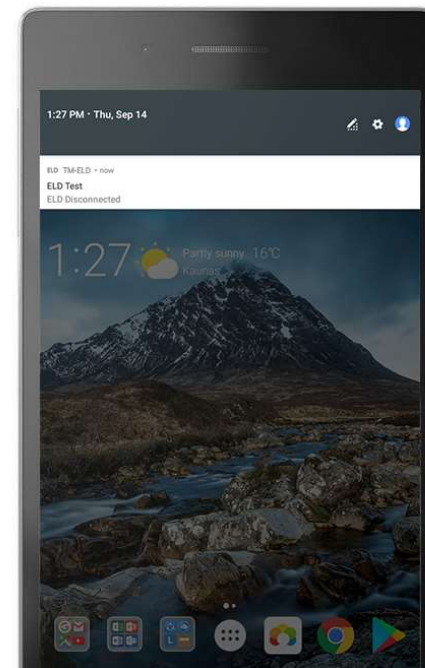 1:27 PM • Thu, Sep 14
ELD TM-ELD • now
ELD Test
ELD Disconnected
1:27
Partly sunny 16°C
Kaunas